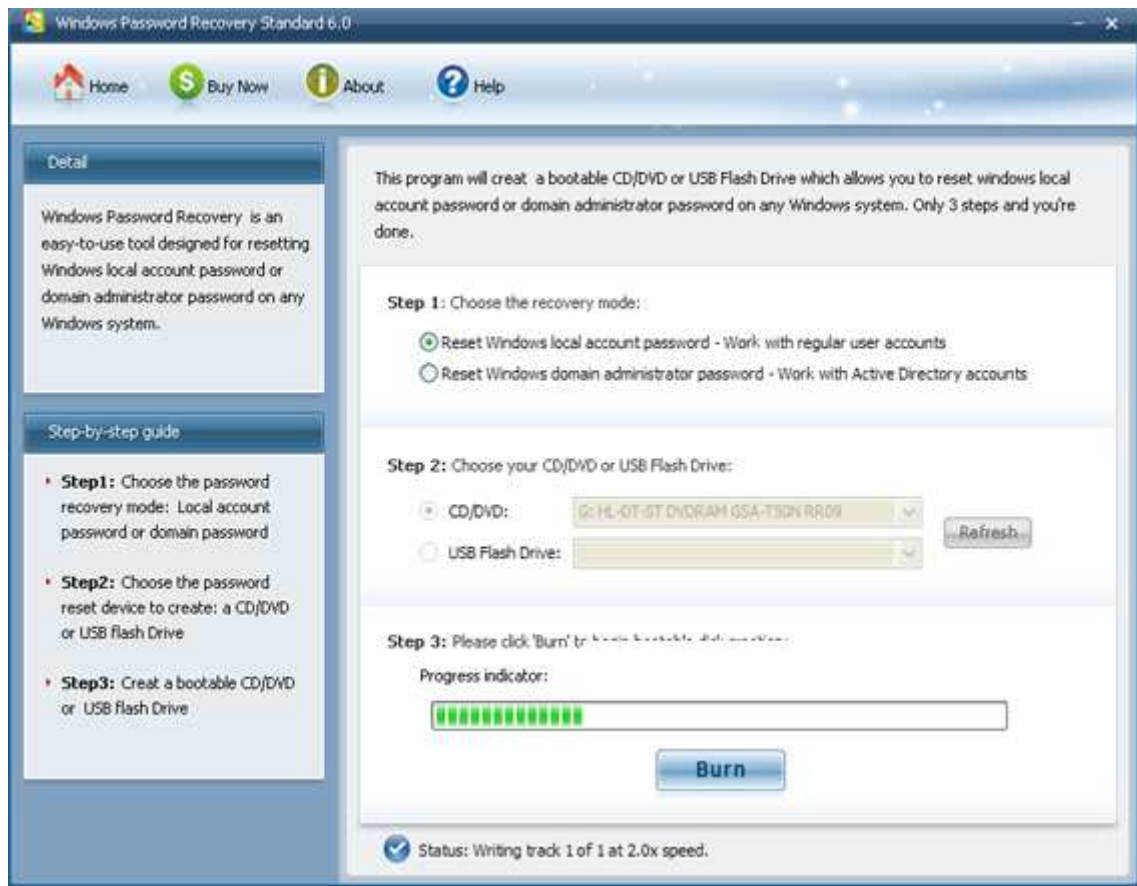 Windows Password Recovery Standard 6.0
Home
Buy Now
About
Help
Detail
Windows Password Recovery is an
easy-to-use tool designed for resetting
Windows local account password or
domain administrator password on any
Windows system.
Step-by-step guide
Step1: Choose the password
recovery mode: Local account
password or domain password
Step2: Choose the password
reset device to create: a CD/DVD
or USB flash Drive
Step3: Creat a bootable CD/DVD
or USB flash Drive
This program will creat a bootable CD/DVD or USB Flash Drive which allows you to reset windows local
account password or domain administrator password on any Windows system. Only 3 steps and you're
done.
Step 1: Choose the recovery mode:
Reset Windows local account password - Work with regular user accounts
Reset Windows domain administrator password - Work with Active Directory accounts
Step 2: Choose your CD/DVD or USB Flash Drive:
CD/DVD:
G: HL-DT-ST DVDRAM GSA-T50N RR09
Refresh
USB Flash Drive:
Step 3: Please click 'Burn'
Progress indicator:
Burn
Status: Writing track 1 of 1 at 2.0x speed.